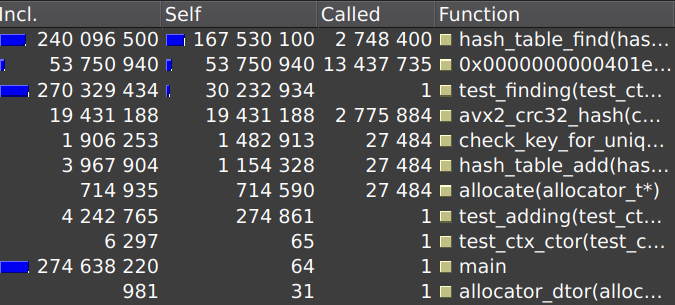 Incl. Self Called Function
240 096 500 167 530 100 2 748 400 hash_table_find(has...
53 750 940 53 750 940 13 437 735 0x0000000000401e...
270 329 434 30 232 934 1 test_finding(test_ct...
19 431 188 19 431 188 2 775 884 avx2_crc32_hash(c...
1 906 253 1 482 913 27 484 check_key_for_uniq...
3 967 904 1 154 328 27 484 hash_table_add(has...
714 935 714 590 27 484 allocate(allocator_t*)
4 242 765 274 861 1 test_adding(test_ct...
6 297 65 1 test_ctx_ctor(test_c...
274 638 220 64 1 main
981 31 1 allocator_dtor(alloc...